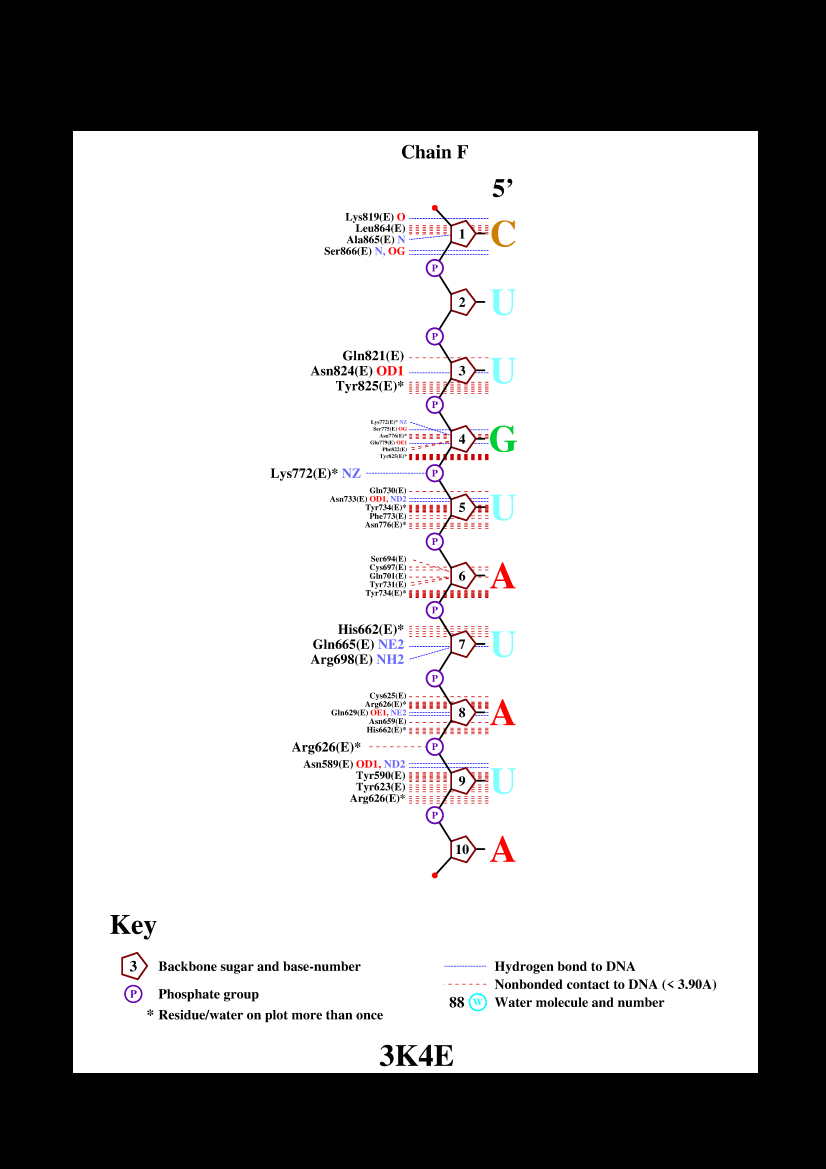 Chain F
5’
Lys819(E) O
Leu864(E)
Ala865(E) N
Ser866(E) N, OG
1 C
P
2 U
P
Gln821(E)
Asn824(E) OD1
Tyr825(E)*
3 U
P
Lys772(E)* NZ
Ser775(E) OG
Asn776(E)*
Gln779(E) OE1
Phe822(E)
Tyr825(E)*
4 G
Lys772(E)* NZ
P
Gln730(E)
Asn733(E) OD1, ND2
Tyr734(E)*
Phe773(E)
Asn776(E)*
5 U
P
Ser694(E)
Cys697(E)
Gln701(E)
Tyr731(E)
Tyr734(E)*
6 A
P
His662(E)*
Gln665(E) NE2
Arg698(E) NH2
7 U
P
Cys625(E)
Arg626(E)*
Gln629(E) OE1, NE2
Asn659(E)
His662(E)*
8 A
Arg626(E)*
P
Asn589(E) OD1, ND2
Tyr590(E)
Tyr623(E)
Arg626(E)*
9 U
P
10 A
Key
3 Backbone sugar and base-number
P Phosphate group
* Residue/water on plot more than once
Hydrogen bond to DNA
Nonbonded contact to DNA (< 3.90A)
88 W Water molecule and number
3K4E